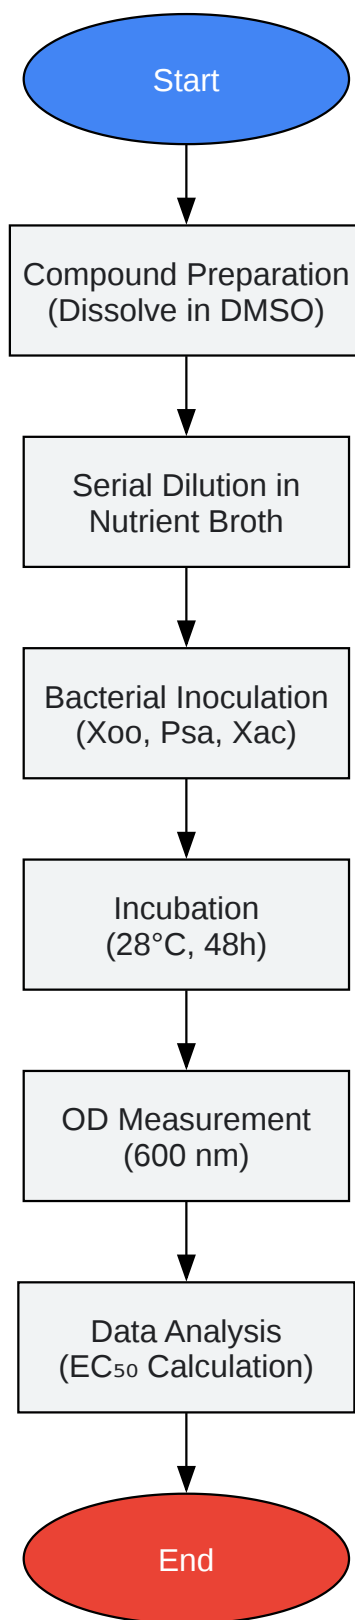 Start
Compound Preparation
(Dissolve in DMSO)
Serial Dilution in
Nutrient Broth
Bacterial Inoculation
(Xoo, Psa, Xac)
Incubation
(28°C, 48h)
OD Measurement
(600 nm)
Data Analysis
(EC₅₀ Calculation)
End